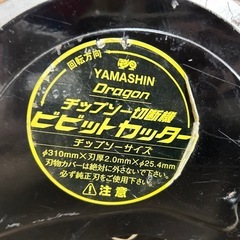 回転方向
YAMASHIN
Dragon
チップソー切断機
ビビットカッター
チップソーサイズ
φ310mm×刃厚2.0mm×φ25.4mm
刃物カバーは絶対に外さないで下さい。
必ず純正刃をご使用下さい。
注意